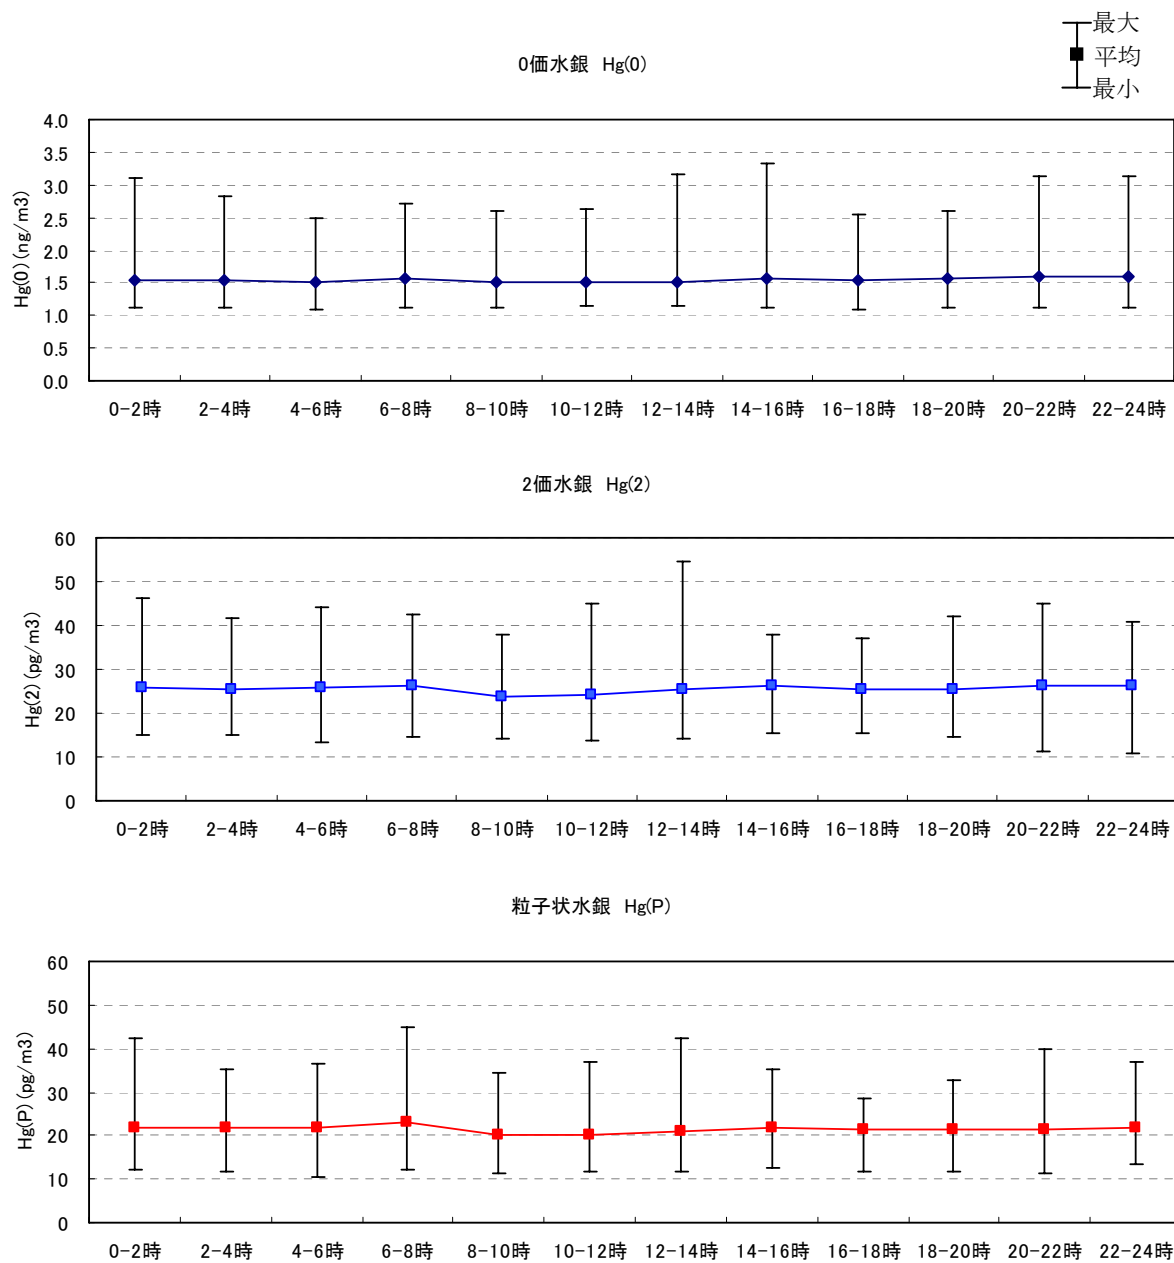 最大
平均
最小
0価水銀 Hg(0)
4.0
3.5
3.0
2.5
2.0
1.5
1.0
0.5
0.0
Hg(0) (ng/m3)
0-2時 2-4時 4-6時 6-8時 8-10時 10-12時 12-14時 14-16時 16-18時 18-20時 20-22時 22-24時
2価水銀 Hg(2)
60
50
40
30
20
10
0
Hg(2) (pg/m3)
0-2時 2-4時 4-6時 6-8時 8-10時 10-12時 12-14時 14-16時 16-18時 18-20時 20-22時 22-24時
粒子状水銀 Hg(P)
60
50
40
30
20
10
0
Hg(P) (pg/m3)
0-2時 2-4時 4-6時 6-8時 8-10時 10-12時 12-14時 14-16時 16-18時 18-20時 20-22時 22-24時